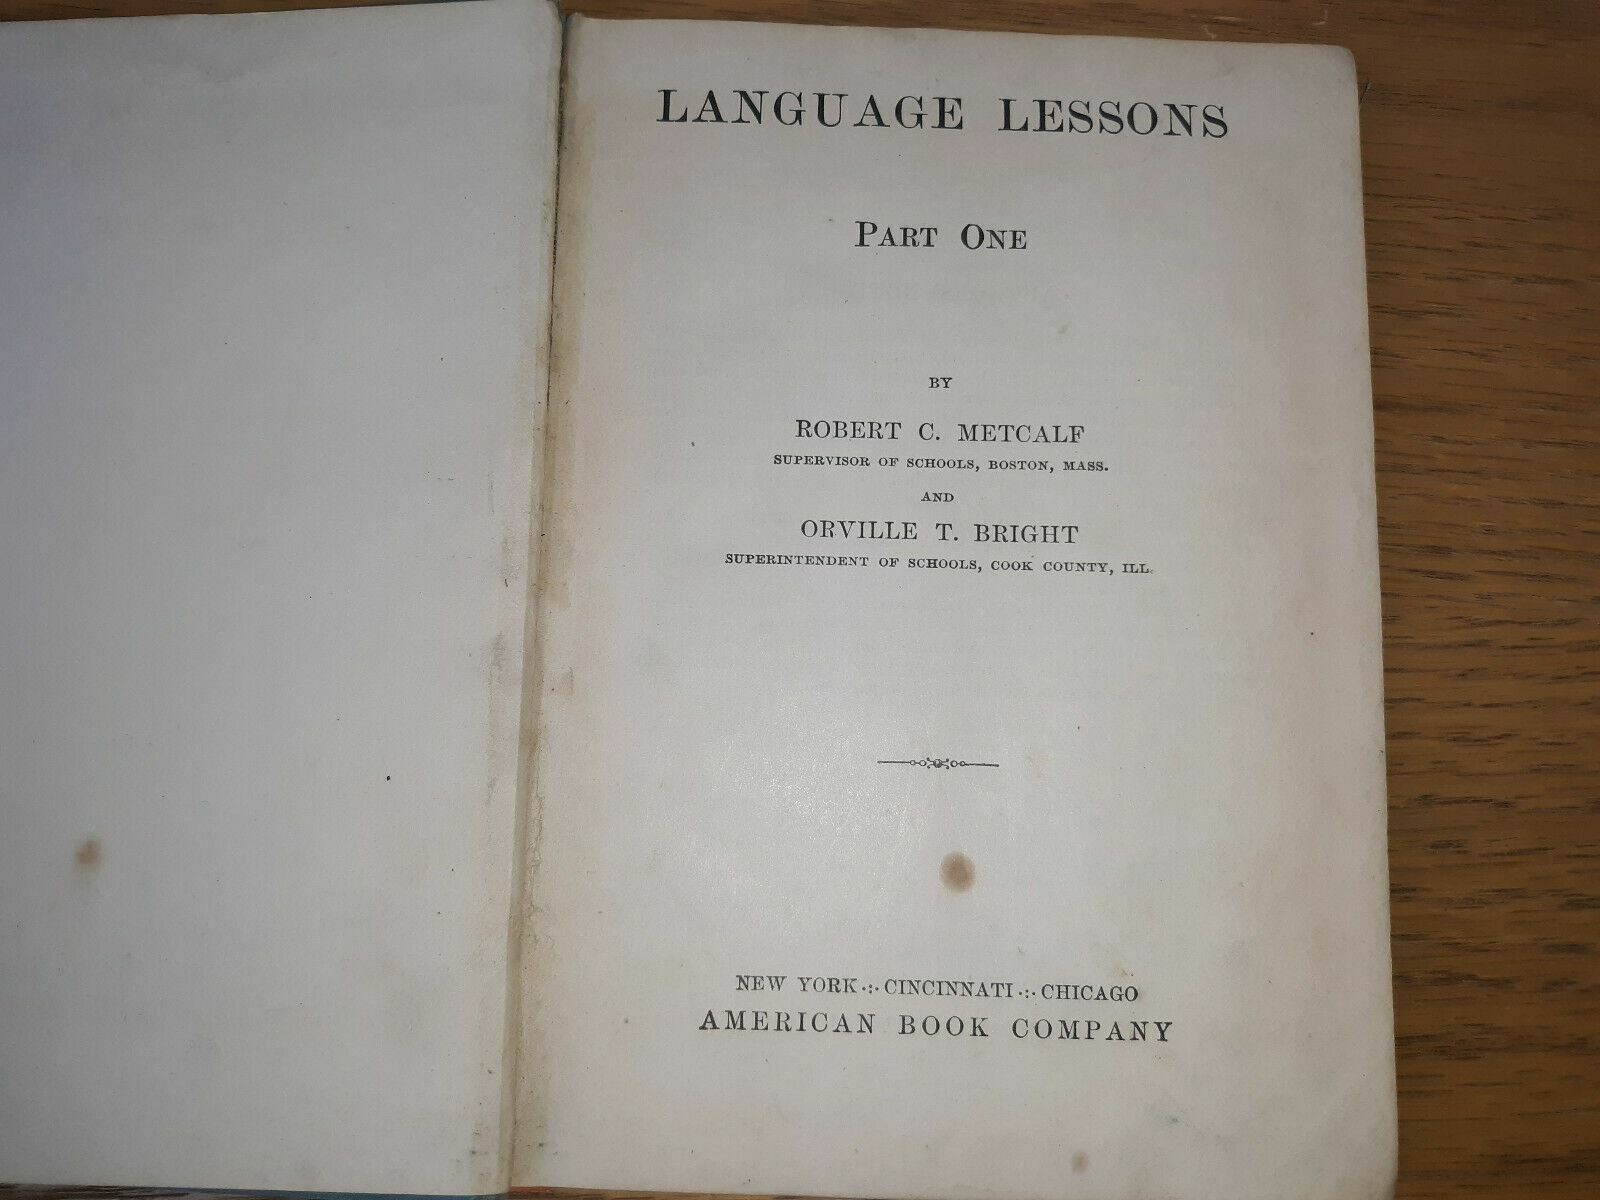 LANGUAGE LESSONS
PART ONE
BY
ROBERT C. METCALF
SUPERVISOR OF SCHOOLS, BOSTON, MASS.
AND
ORVILLE T. BRIGHT
SUPERINTENDENT OF SCHOOLS, COOK COUNTY, ILL.
NEW YORK ·:· CINCINNATI ·:· CHICAGO
AMERICAN BOOK COMPANY